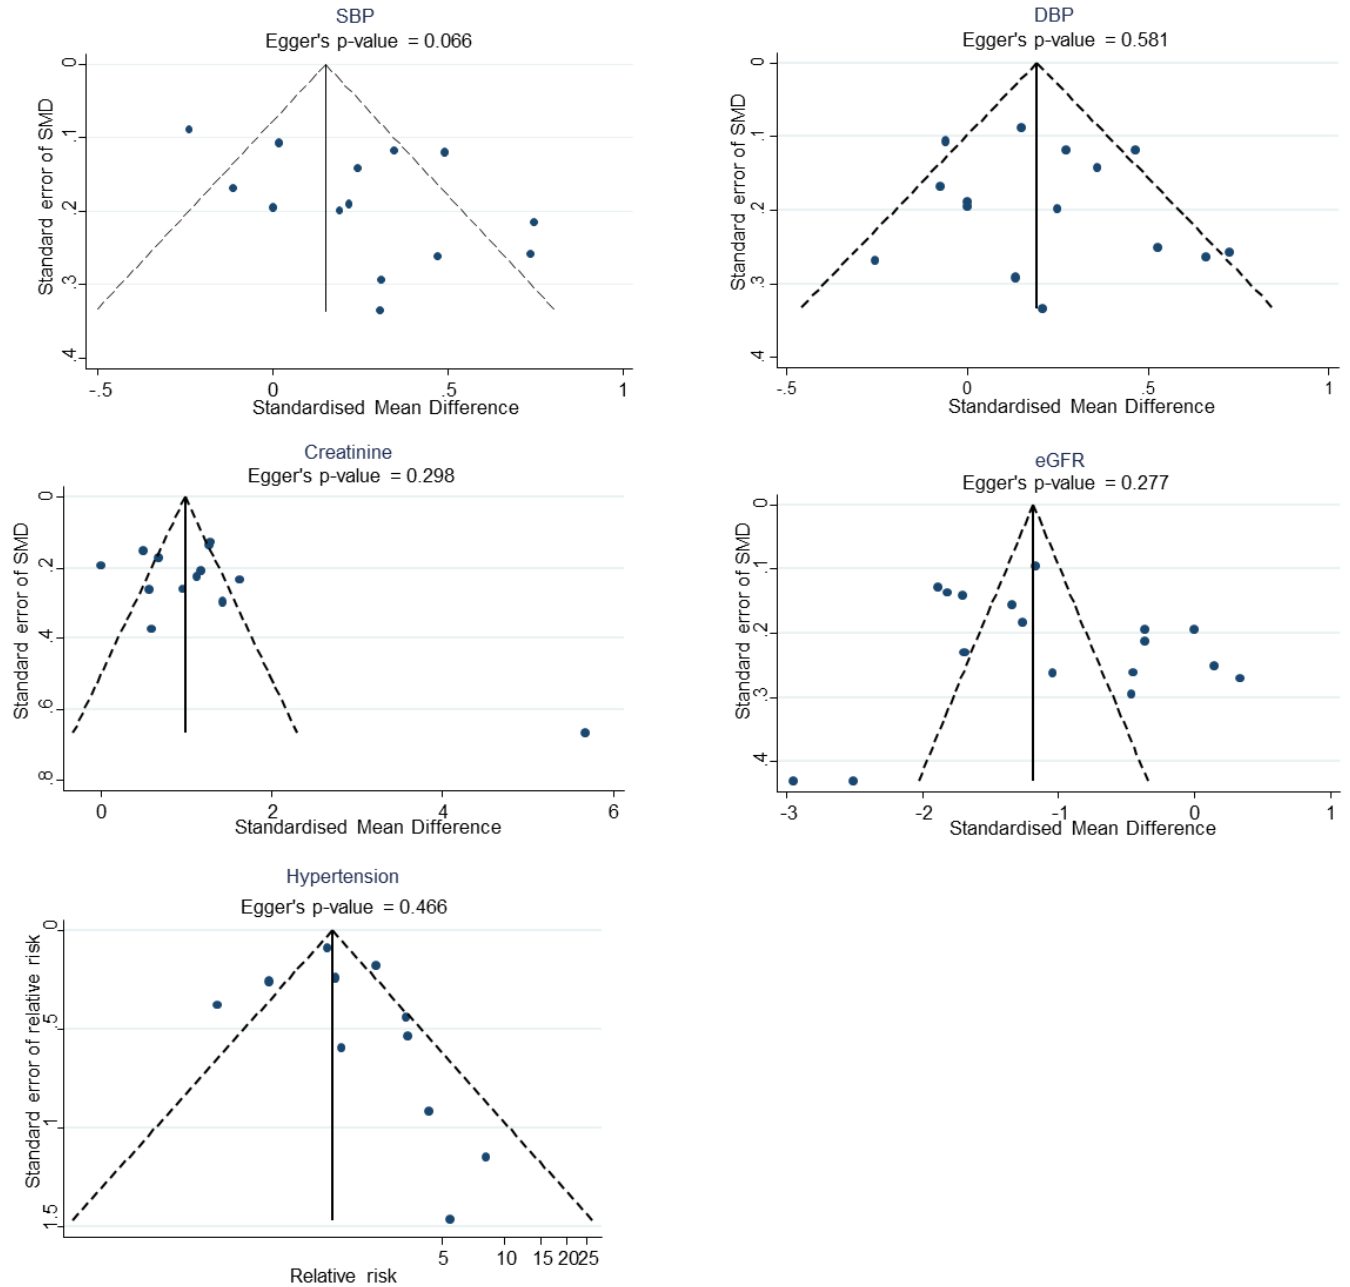 SBP
Egger's p-value = 0.066
Standard error of SMD
0
.1
.2
.3
.4
-.5
0
.5
1
Standardised Mean Difference
DBP
Egger's p-value = 0.581
Standard error of SMD
0
.1
.2
.3
.4
-.5
0
.5
1
Standardised Mean Difference
Creatinine
Egger's p-value = 0.298
Standard error of SMD
0
.2
.4
.6
.8
0
2
4
6
Standardised Mean Difference
eGFR
Egger's p-value = 0.277
Standard error of SMD
0
.1
.2
.3
.4
-3
-2
-1
0
1
Standardised Mean Difference
Hypertension
Egger's p-value = 0.466
Standard error of relative risk
0
.5
1
1.5
5
10
15
20
25
Relative risk